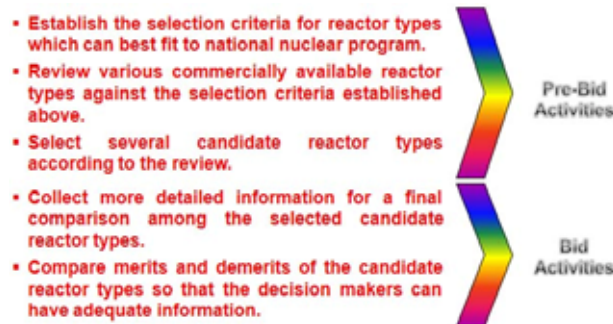 ▪ Establish the selection criteria for reactor types
which can best fit to national nuclear program.
▪ Review various commercially available reactor
types against the selection criteria established
above.
▪ Select several candidate reactor types
according to the review.
Pre-Bid
Activities
▪ Collect more detailed information for a final
comparison among the selected candidate
reactor types.
▪ Compare merits and demerits of the candidate
reactor types so that the decision makers can
have adequate information.
Bid
Activities